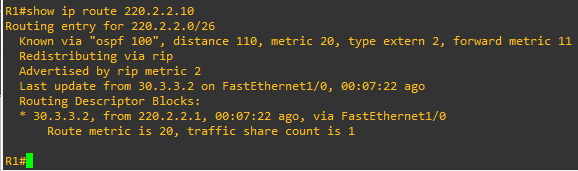 R1#show ip route 220.2.2.10
Routing entry for 220.2.2.0/26
Known via "ospf 100", distance 110, metric 20, type extern 2, forward metric 11
Redistributing via rip
Advertised by rip metric 2
Last update from 30.3.3.2 on FastEthernet1/0, 00:07:22 ago
Routing Descriptor Blocks:
* 30.3.3.2, from 220.2.2.1, 00:07:22 ago, via FastEthernet1/0
Route metric is 20, traffic share count is 1
R1#